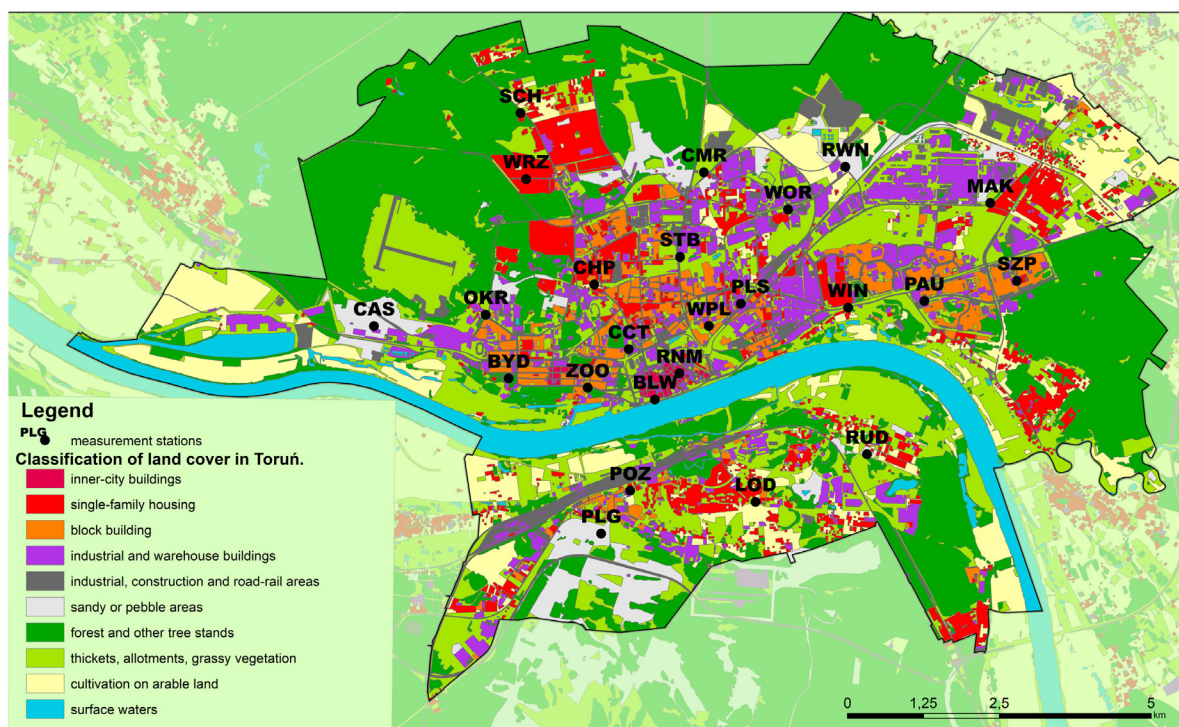 SCH
WRZ
CMR
RWN
WOR
MAK
STB
CHP
SZP
PLS
WIN
PAU
OKR
CAS
WPL
CCT
RNM
BYD
ZOO
BLW
RUD
POZ
LOD
PLG
Legend
PLG measurement stations
Classification of land cover in Toruń.
inner-city buildings
single-family housing
block building
industrial and warehouse buildings
industrial, construction and road-rail areas
sandy or pebble areas
forest and other tree stands
thickets, allotments, grassy vegetation
cultivation on arable land
surface waters
0 1,25 2,5 5
km